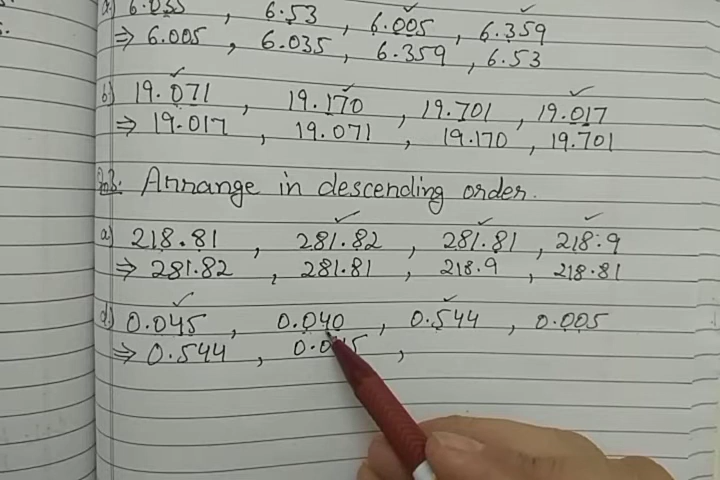 6.035 , 6.53 , 6.005 , 6.359
⇒ 6.005 , 6.035 , 6.359 , 6.53
b) 19.071 , 19.170 , 19.701 , 19.017
⇒ 19.017 , 19.071 , 19.170 , 19.701
Arrange in descending order.
a) 218.81 , 281.82 , 281.81 , 218.9
⇒ 281.82 , 281.81 , 218.9 , 218.81
d) 0.045 , 0.040 , 0.544 , 0.005
⇒ 0.544 , 0.045 ,